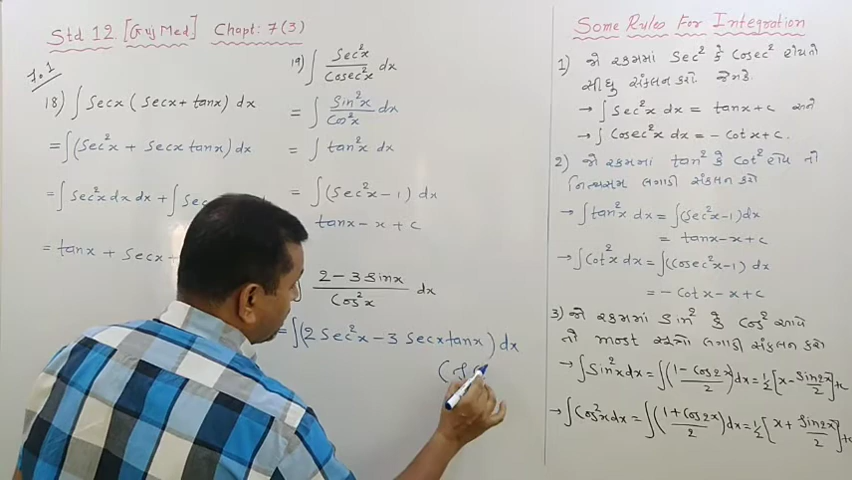 Std 12 [Guj Med] Chapt: 7(3)
7.1
18) ∫ Secx (Secx + tanx) dx
= ∫(Sec²x + Secx tanx) dx
= ∫ Sec²x dx dx + ∫ Sec
= tanx + Secx
19) ∫ Sec²x / Cosec²x dx
= ∫ Sin²x / Cos²x dx
= ∫ tan²x dx
= ∫ (Sec²x - 1) dx
tanx - x + c
2 - 3 Sinx / Cos²x dx
= ∫(2 Sec²x - 3 Secx tanx) dx
Some Rules For Integration
1) જો રકમમાં Sec² કે Cosec² હોય તો
સીધુ સંકલન કરો જેમકે
→ ∫ Sec²x dx = tanx + c અને
→ ∫ Cosec²x dx = - Cotx + c.
2) જો રકમમાં tan² કે Cot² હોય તો
નિત્યસમ લગાડી સંકલન કરો
→ ∫tan²x dx = ∫(Sec²x-1)dx
= tanx - x + c
→ ∫Cot²x dx = ∫(Cosec²x-1) dx
= - Cotx - x + c
3) જો રકમમાં Sin² કે Cos² આવે
તો most સૂત્રો લગાડી સંકલન કરો
→ ∫Sin²x dx = ∫(1 - Cos2x / 2)dx = 1/2 [x - Sin2x / 2] + c
→ ∫Cos²x dx = ∫(1 + Cos2x / 2) dx = 1/2 [x + Sin2x / 2] + c